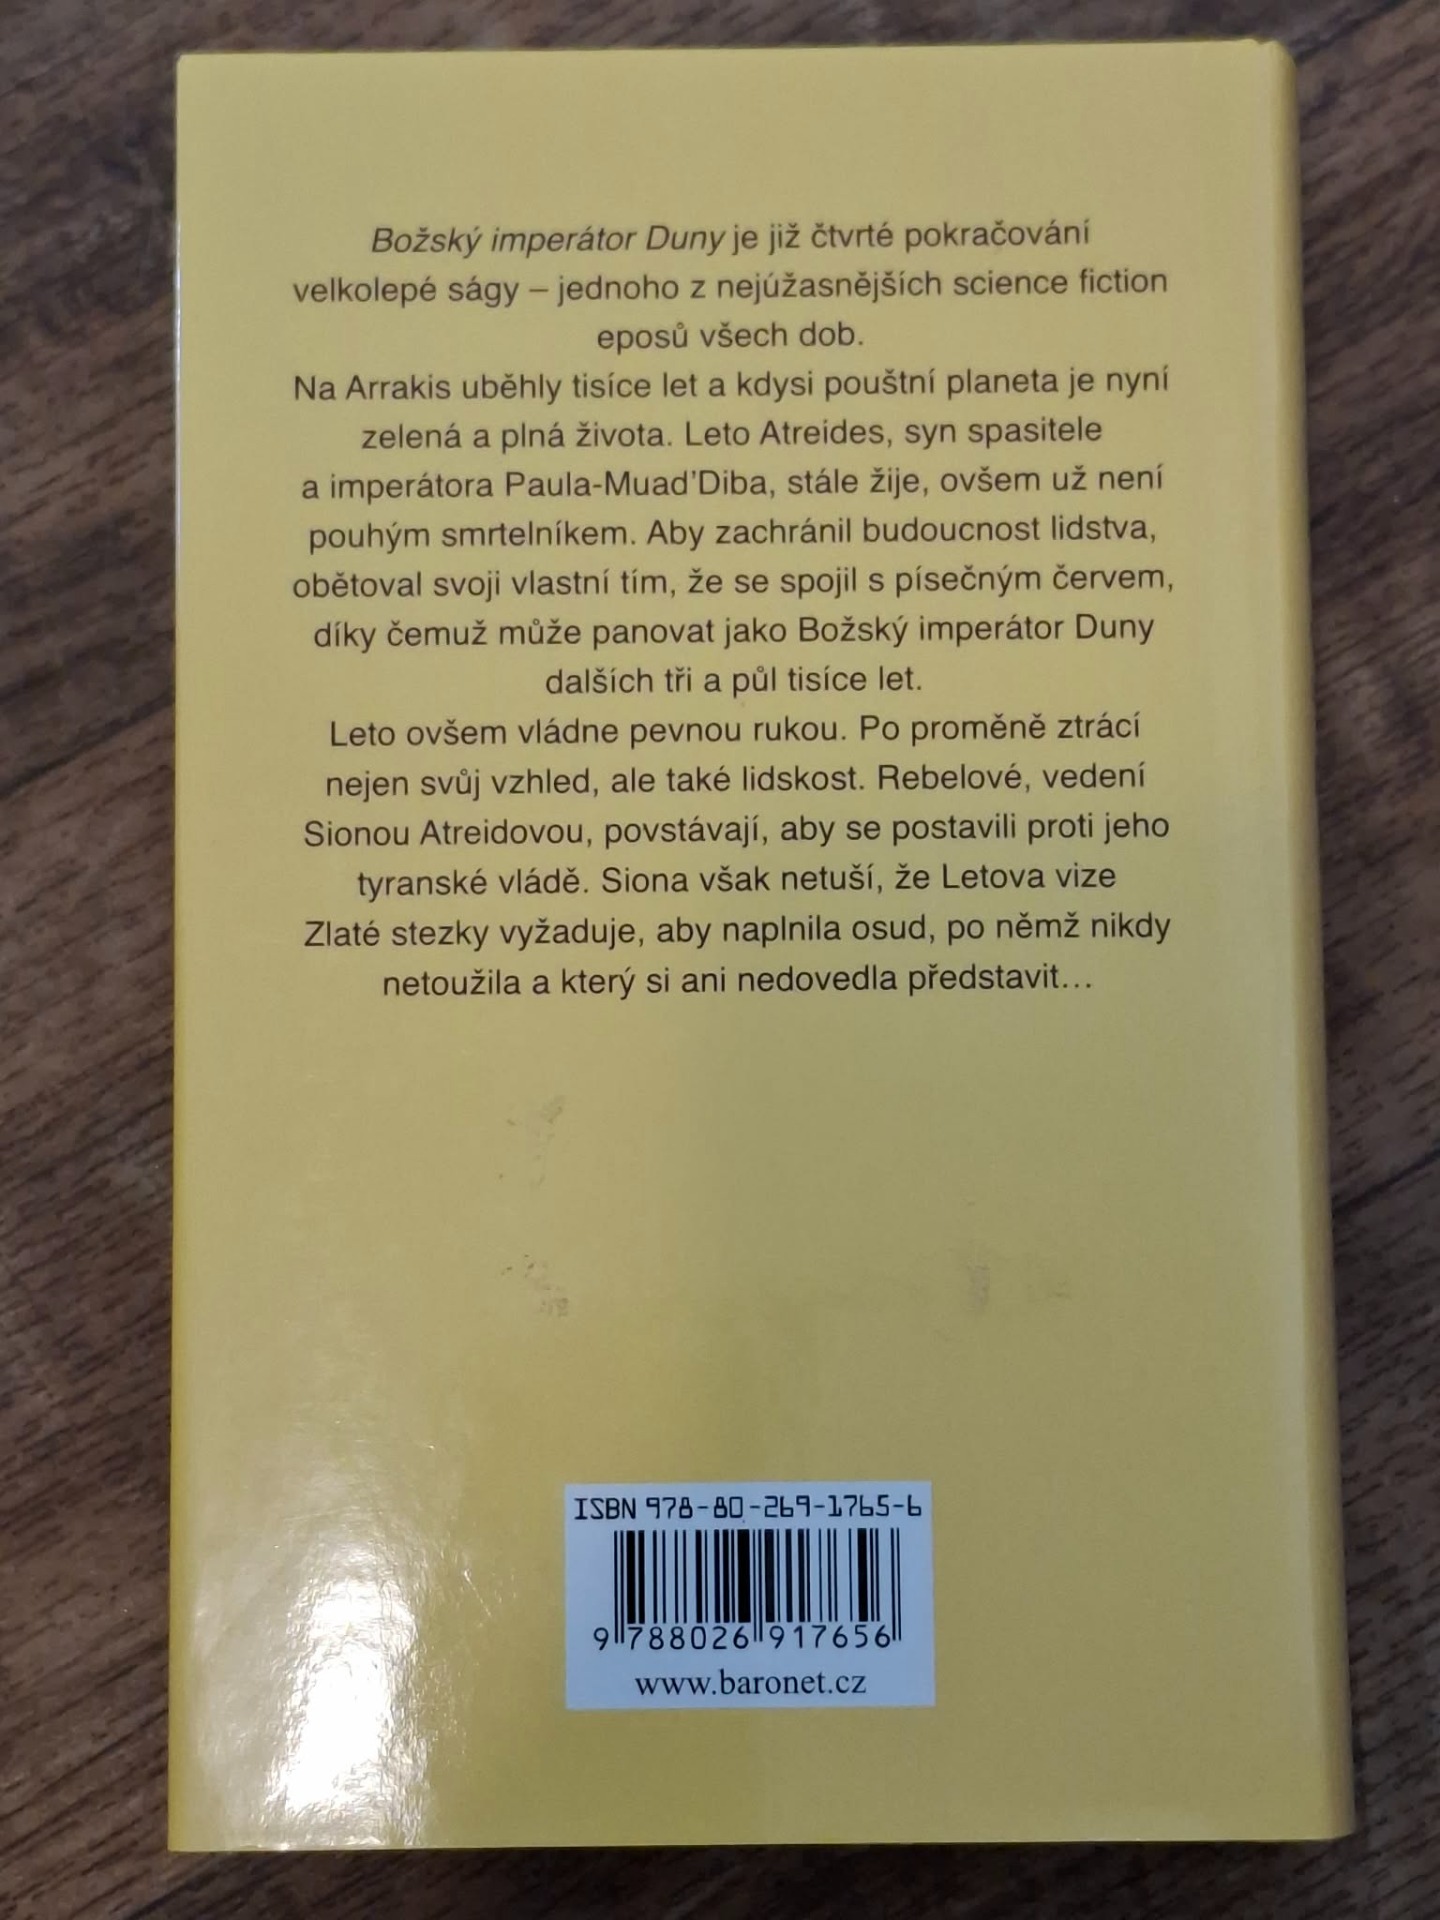 Božský imperátor Duny je již čtvrté pokračování
velkolepé ságy – jednoho z nejúžasnějších science fiction
eposů všech dob.
Na Arrakis uběhly tisíce let a kdysi pouštní planeta je nyní
zelená a plná života. Leto Atreides, syn spasitele
a imperátora Paula-Muad'Diba, stále žije, ovšem už není
pouhým smrtelníkem. Aby zachránil budoucnost lidstva,
obětoval svoji vlastní tím, že se spojil s písečným červem,
díky čemuž může panovat jako Božský imperátor Duny
dalších tři a půl tisíce let.
Leto ovšem vládne pevnou rukou. Po proměně ztrácí
nejen svůj vzhled, ale také lidskost. Rebelové, vedení
Sionou Atreidovou, povstávají, aby se postavili proti jeho
tyranské vládě. Siona však netuší, že Letova vize
Zlaté stezky vyžaduje, aby naplnila osud, po němž nikdy
netoužila a který si ani nedovedla představit…
ISBN 978-80-269-1765-6
9 788026 917656
www.baronet.cz